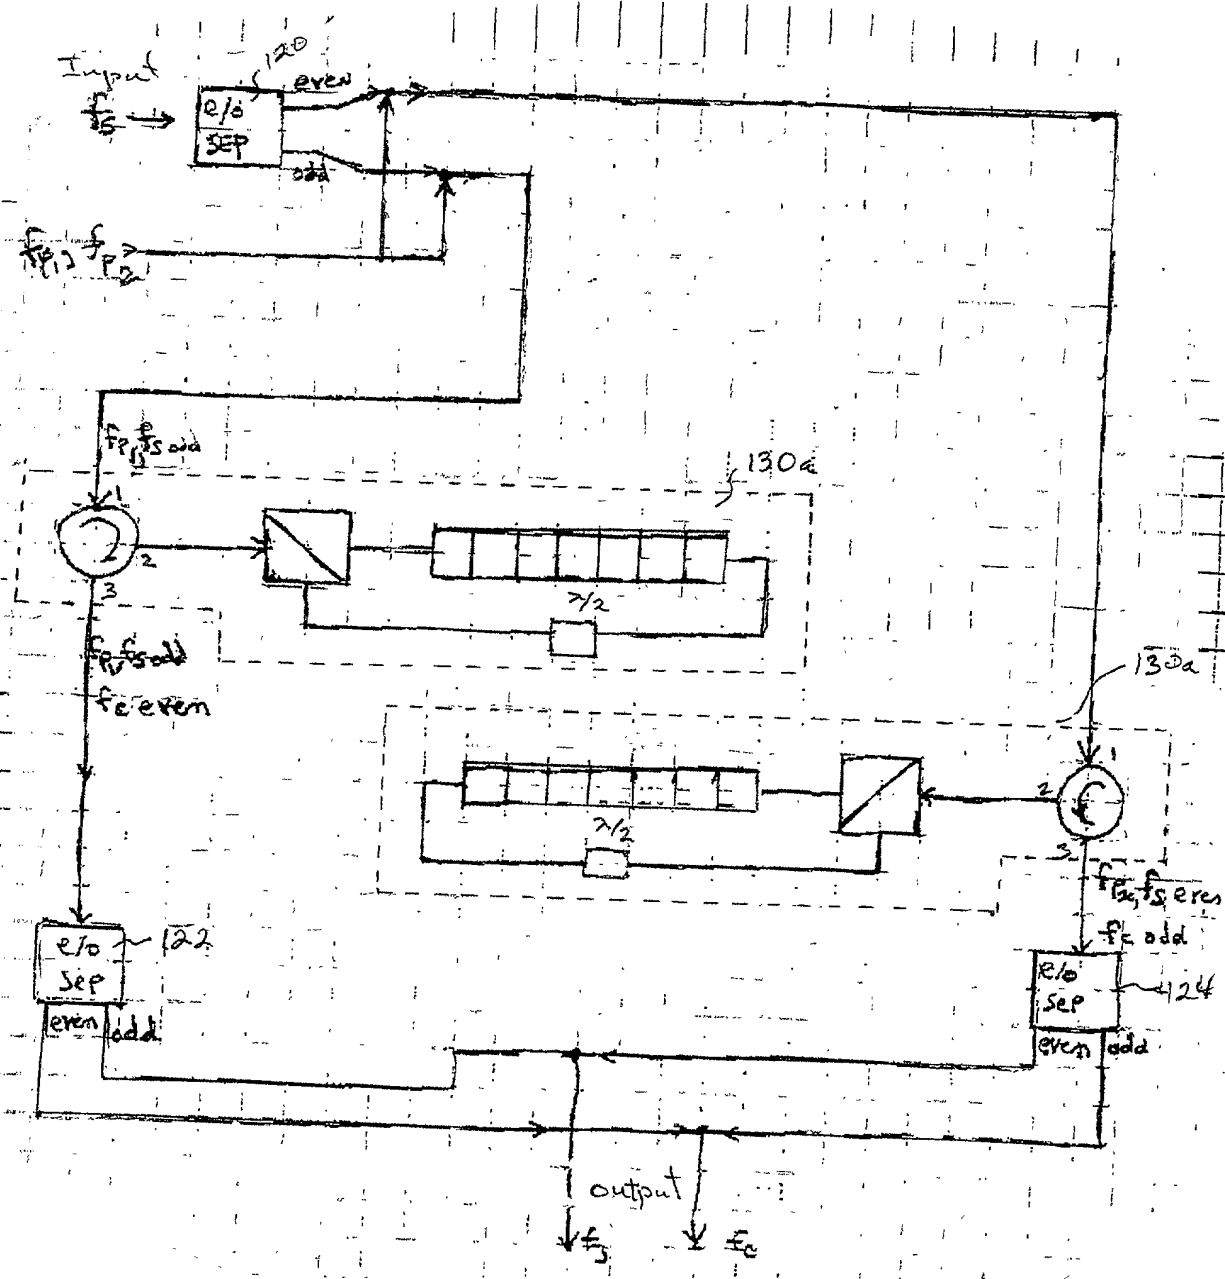 Input
120
even
fs
e/o
SEP
odd
fp1, fp2
fp1, fs odd
130a
1
2
3
λ/2
fp1, fs odd
fc even
130a
1
2
3
λ/2
fp2, fs even
fc odd
e/o
Sep
122
e/o
Sep
124
even odd
even odd
output
fs
fc